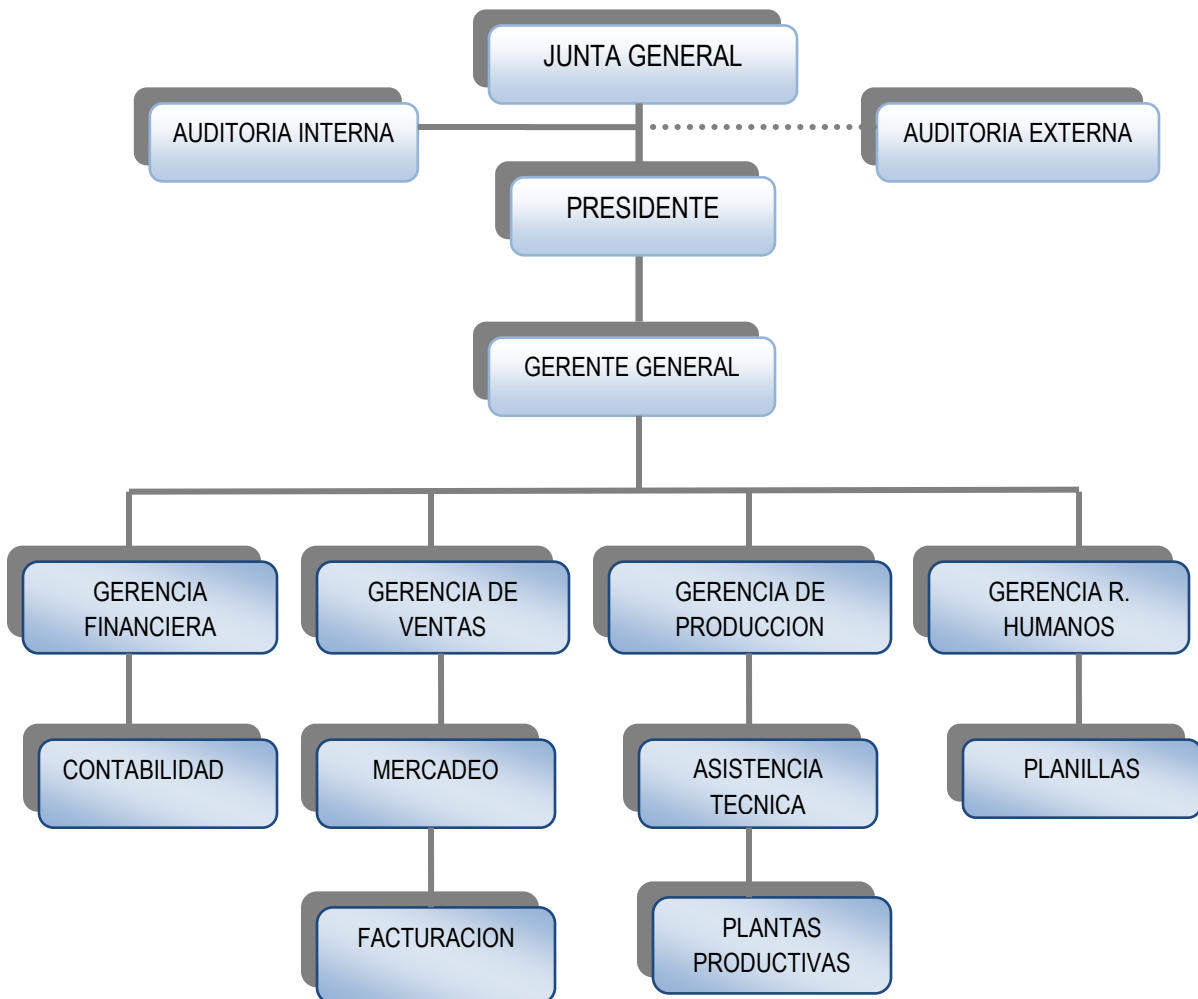 JUNTA GENERAL
AUDITORIA INTERNA
AUDITORIA EXTERNA
PRESIDENTE
GERENTE GENERAL
GERENCIA
FINANCIERA
GERENCIA DE
VENTAS
GERENCIA DE
PRODUCCION
GERENCIA R.
HUMANOS
CONTABILIDAD
MERCADEO
ASISTENCIA
TECNICA
PLANILLAS
FACTURACION
PLANTAS
PRODUCTIVAS